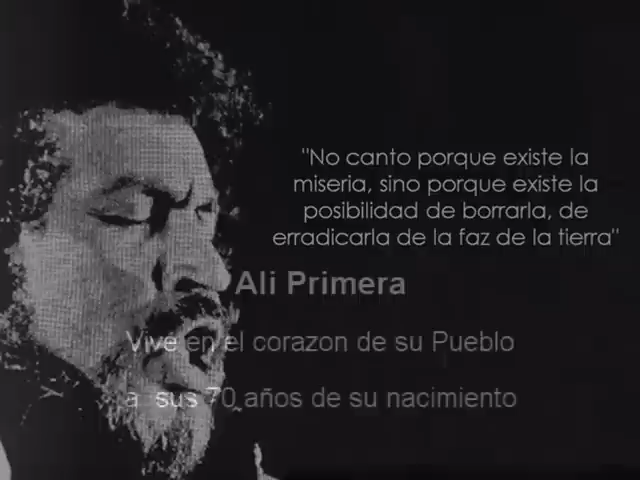 "No canto porque existe la
miseria, sino porque existe la
posibilidad de borrarla, de
erradicarla de la faz de la tierra"
Ali Primera
Vive en el corazon de su Pueblo
a sus 70 años de su nacimiento